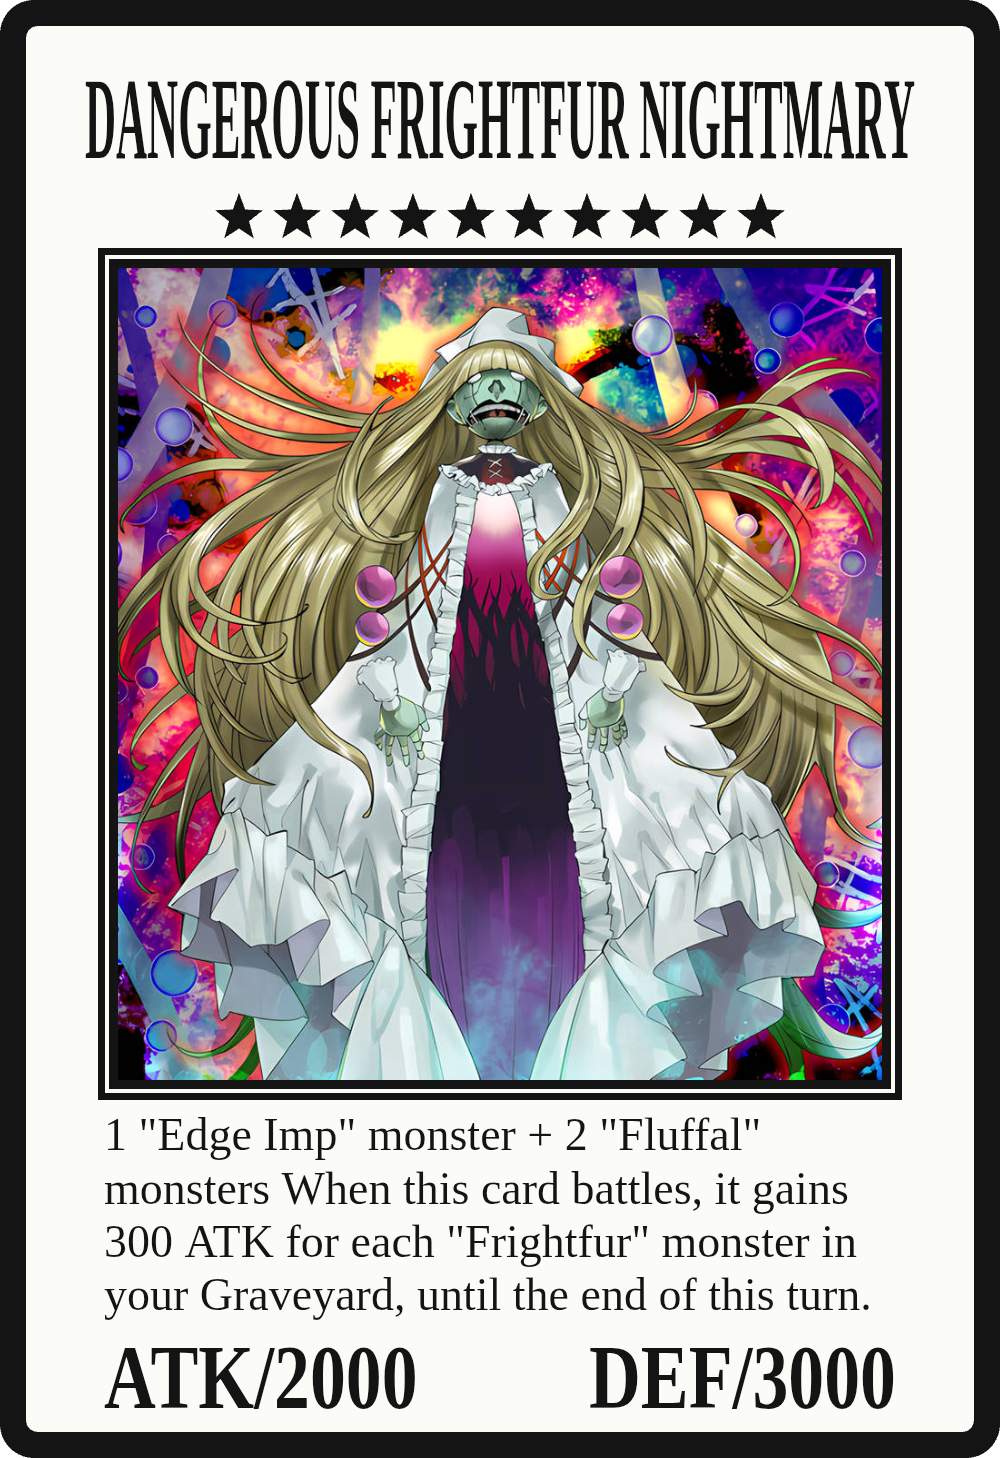 DANGEROUS FRIGHTFUR NIGHTMARY
1 "Edge Imp" monster + 2 "Fluffal"
monsters When this card battles, it gains
300 ATK for each "Frightfur" monster in
your Graveyard, until the end of this turn.
ATK/2000 DEF/3000